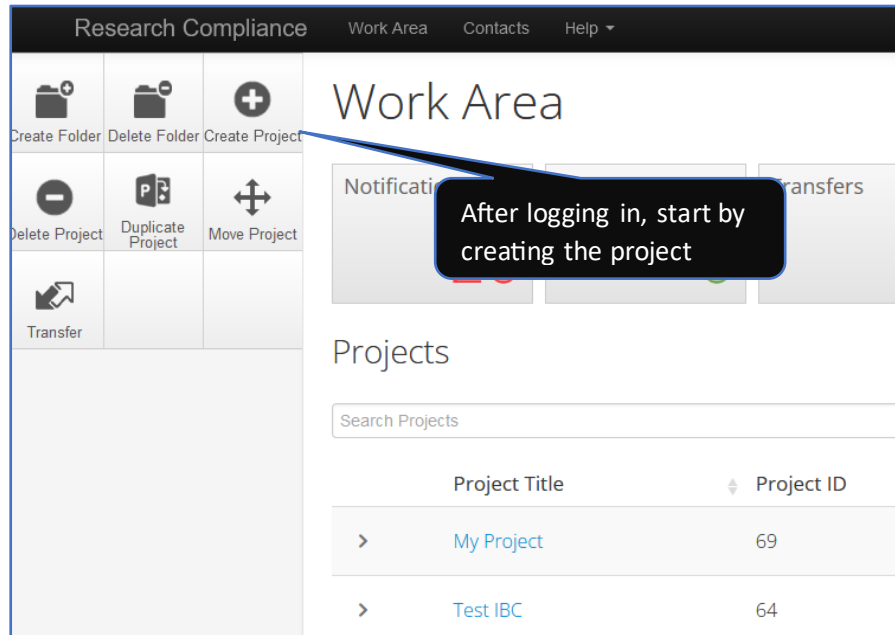 Research Compliance Work Area Contacts Help
Create Folder Delete Folder Create Project
Delete Project Duplicate Project Move Project
Transfer
Work Area
Transfers
After logging in, start by
creating the project
Projects
Search Projects
Project Title Project ID
My Project 69
Test IBC 64